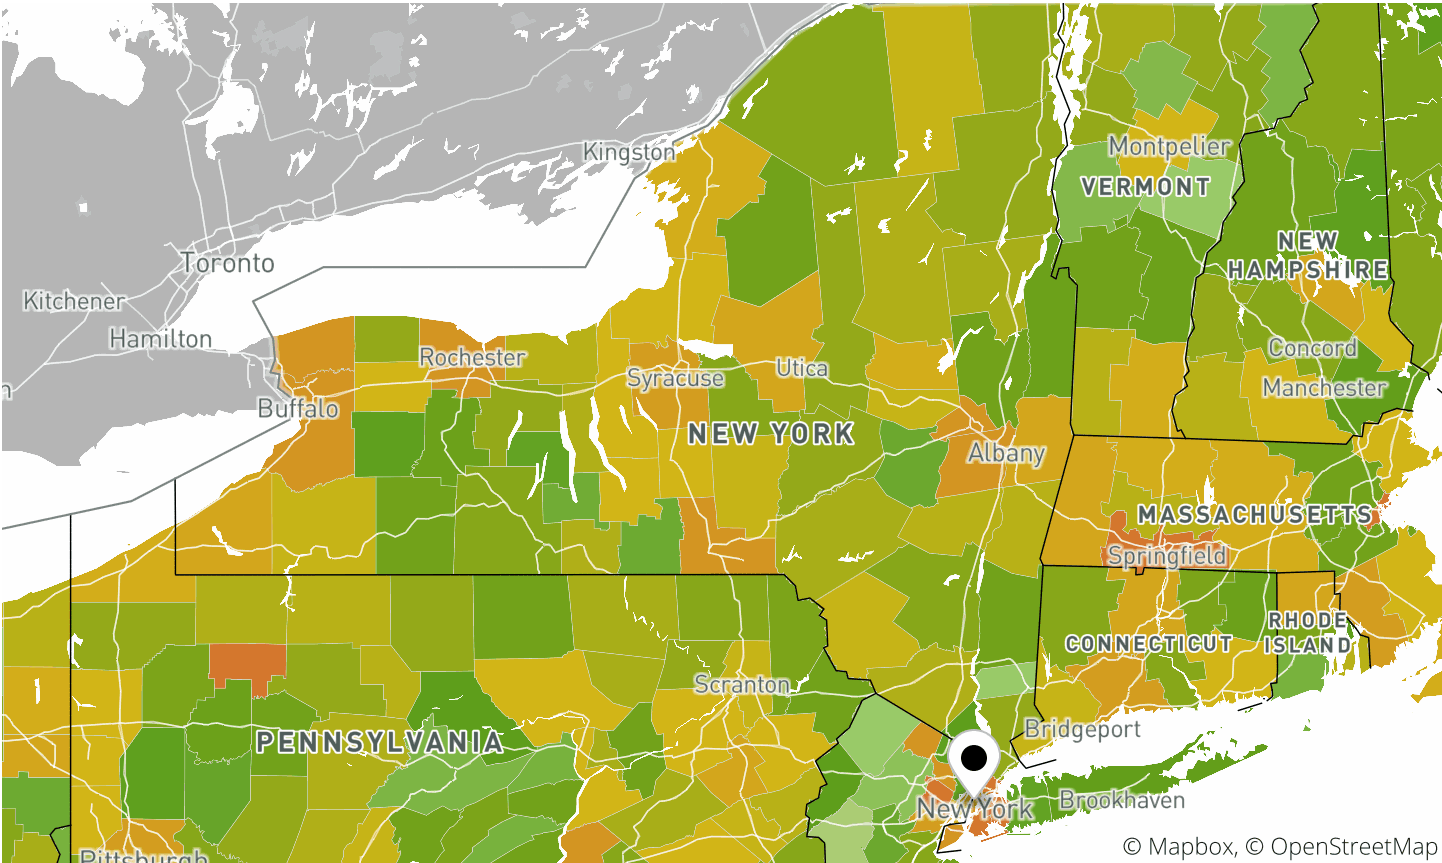 Kingston
Montpelier
VERMONT
NEW
HAMPSHIRE
Toronto
Kitchener
Hamilton
Rochester
Concord
Utica
Syracuse
Manchester
n
Buffalo
NEW YORK
Albany
MASSACHUSETTS
Springfield
RHODE
ISLAND
CONNECTICUT
Scranton
Bridgeport
PENNSYLVANIA
New York
Brookhaven
Pittsburgh
© Mapbox, © OpenStreetMap